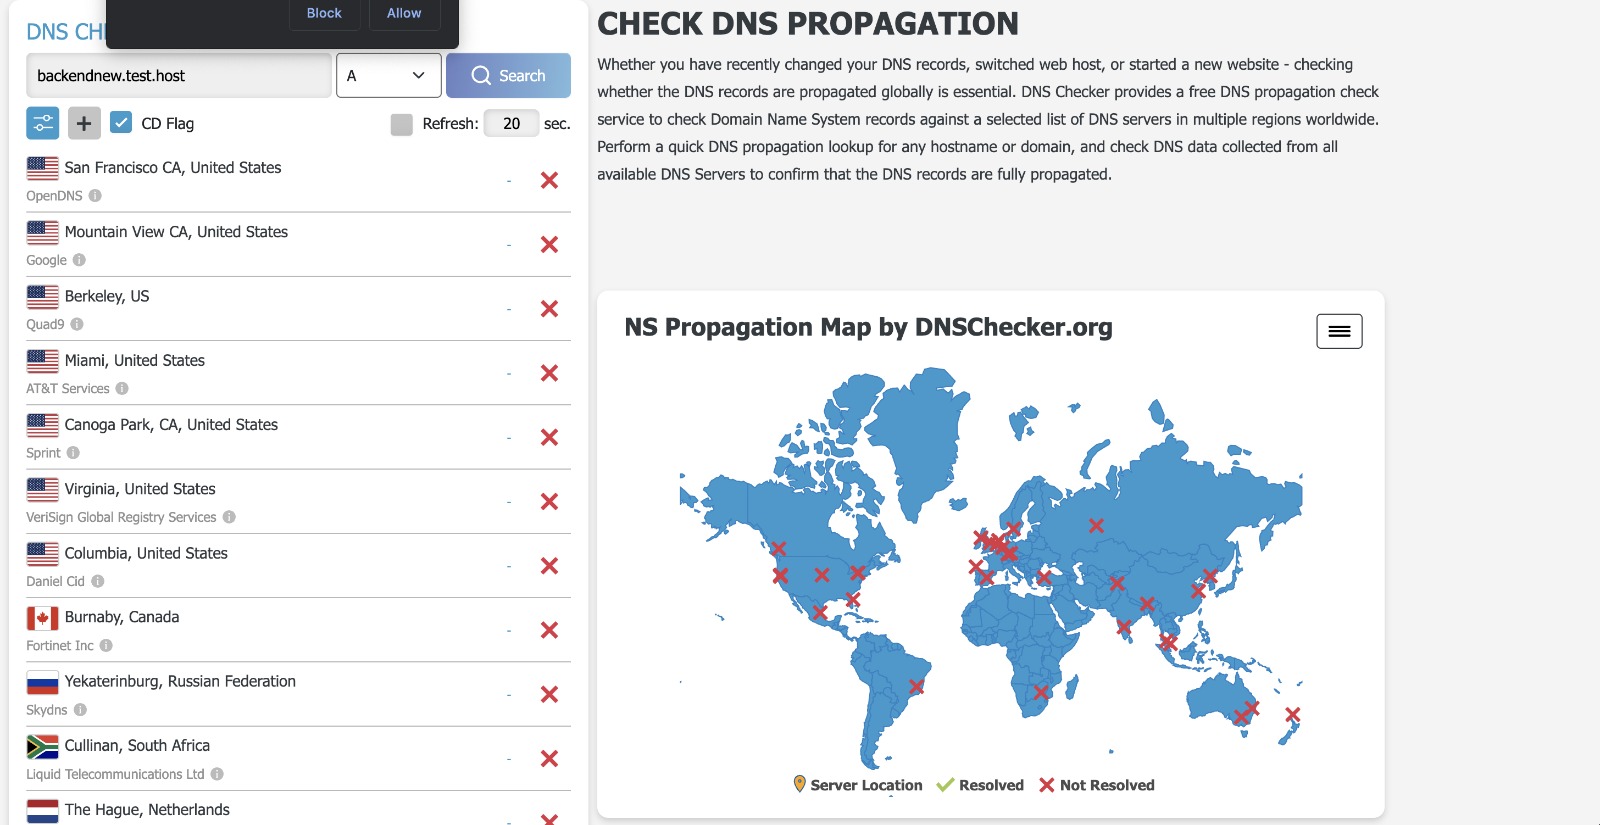 Block
Allow
DNS CH
backendnew.test.host
A
Search
CD Flag
Refresh: 20 sec.
San Francisco CA, United States
OpenDNS
-
Mountain View CA, United States
Google
-
Berkeley, US
Quad9
-
Miami, United States
AT&T Services
-
Canoga Park, CA, United States
Sprint
-
Virginia, United States
VeriSign Global Registry Services
-
Columbia, United States
Daniel Cid
-
Burnaby, Canada
Fortinet Inc
-
Yekaterinburg, Russian Federation
Skydns
-
Cullinan, South Africa
Liquid Telecommunications Ltd
-
The Hague, Netherlands
CHECK DNS PROPAGATION
Whether you have recently changed your DNS records, switched web host, or started a new website - checking
whether the DNS records are propagated globally is essential. DNS Checker provides a free DNS propagation check
service to check Domain Name System records against a selected list of DNS servers in multiple regions worldwide.
Perform a quick DNS propagation lookup for any hostname or domain, and check DNS data collected from all
available DNS Servers to confirm that the DNS records are fully propagated.
NS Propagation Map by DNSChecker.org
Server Location Resolved Not Resolved